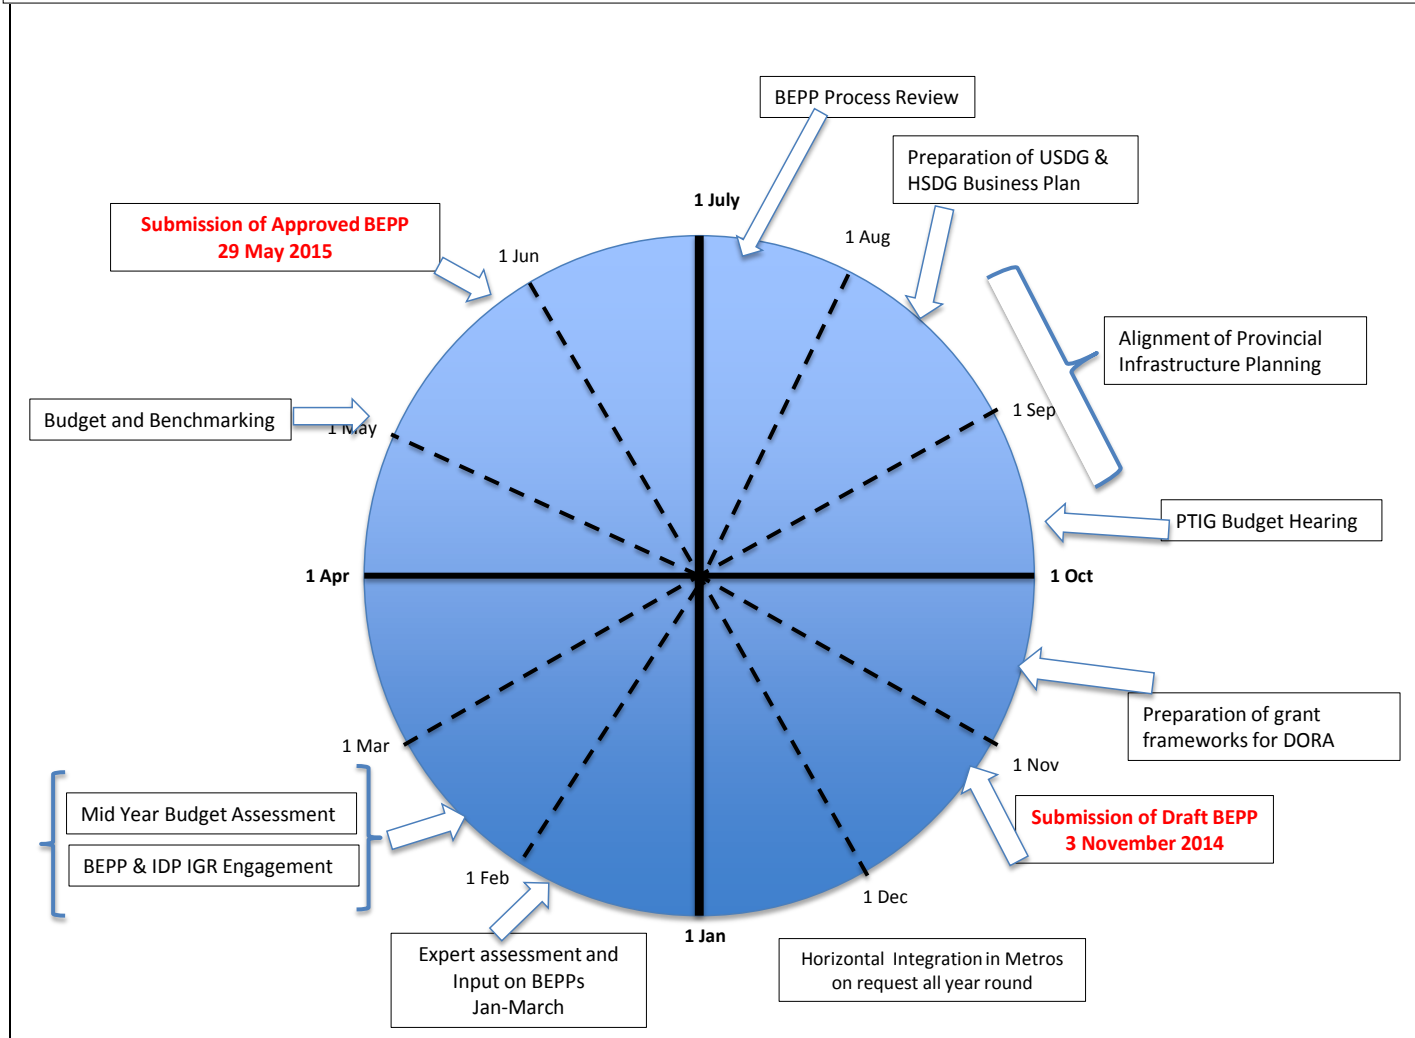 BEPP Process Review
Preparation of USDG &
HSDG Business Plan
1 July
Submission of Approved BEPP
29 May 2015
1 Aug
1 Jun
Alignment of Provincial
Infrastructure Planning
Budget and Benchmarking
1 May
1 Sep
PTIG Budget Hearing
1 Apr
1 Oct
Preparation of grant
frameworks for DORA
1 Mar
1 Nov
Mid Year Budget Assessment
BEPP & IDP IGR Engagement
Submission of Draft BEPP
3 November 2014
1 Feb
1 Dec
1 Jan
Expert assessment and
Input on BEPPs
Jan-March
Horizontal Integration in Metros
on request all year round